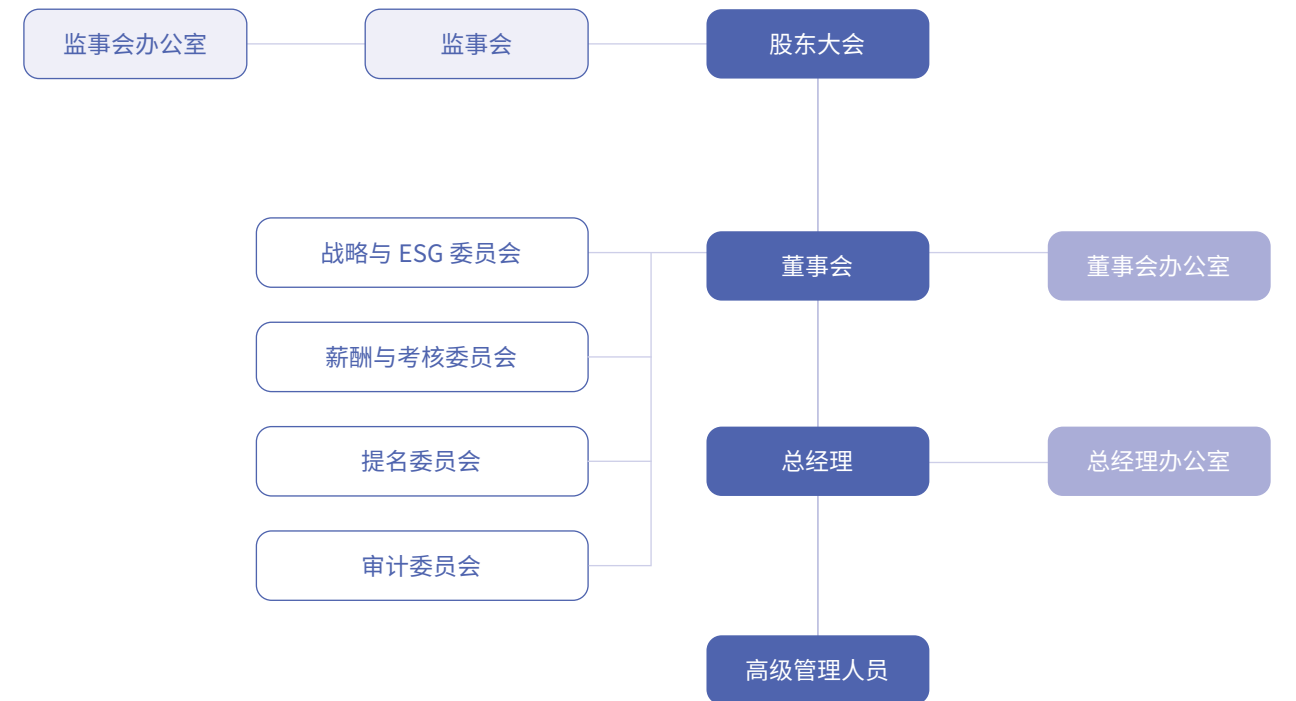 监事会办公室
监事会
股东大会
战略与 ESG 委员会
董事会
董事会办公室
薪酬与考核委员会
提名委员会
总经理
总经理办公室
审计委员会
高级管理人员